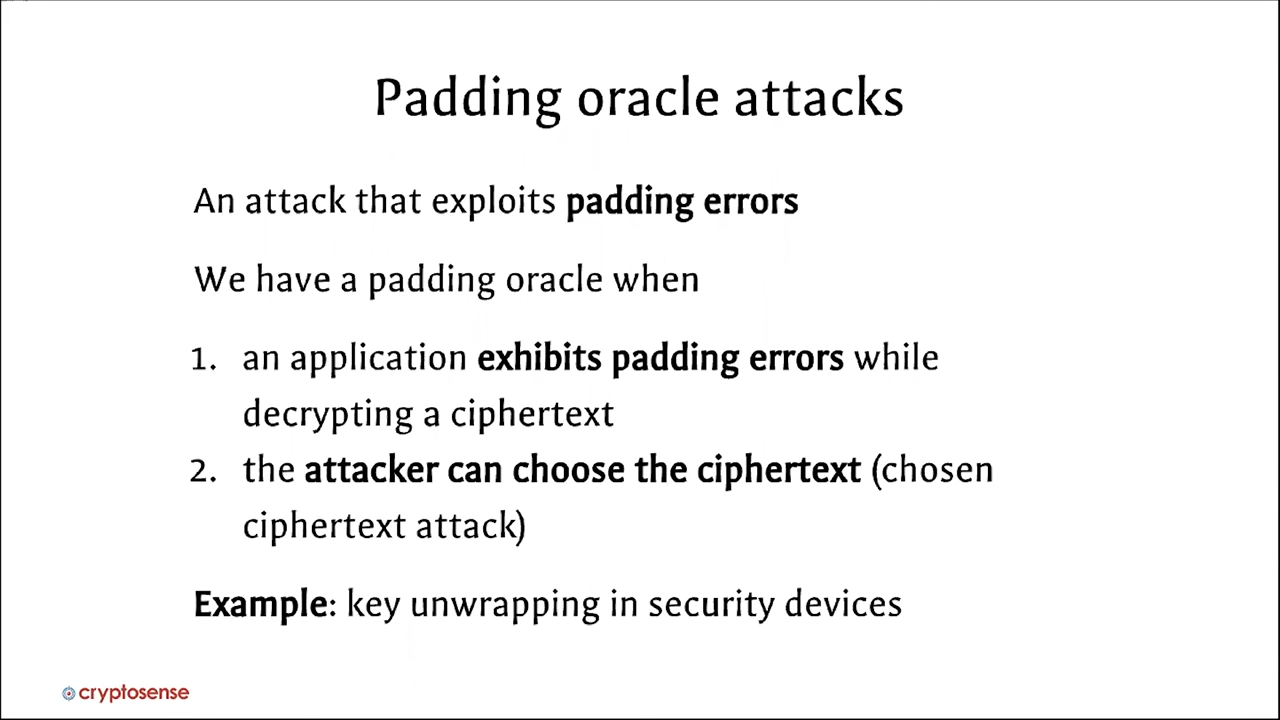 Padding oracle attacks
An attack that exploits padding errors
We have a padding oracle when
1. an application exhibits padding errors while
decrypting a ciphertext
2. the attacker can choose the ciphertext (chosen
ciphertext attack)
Example: key unwrapping in security devices
cryptosense